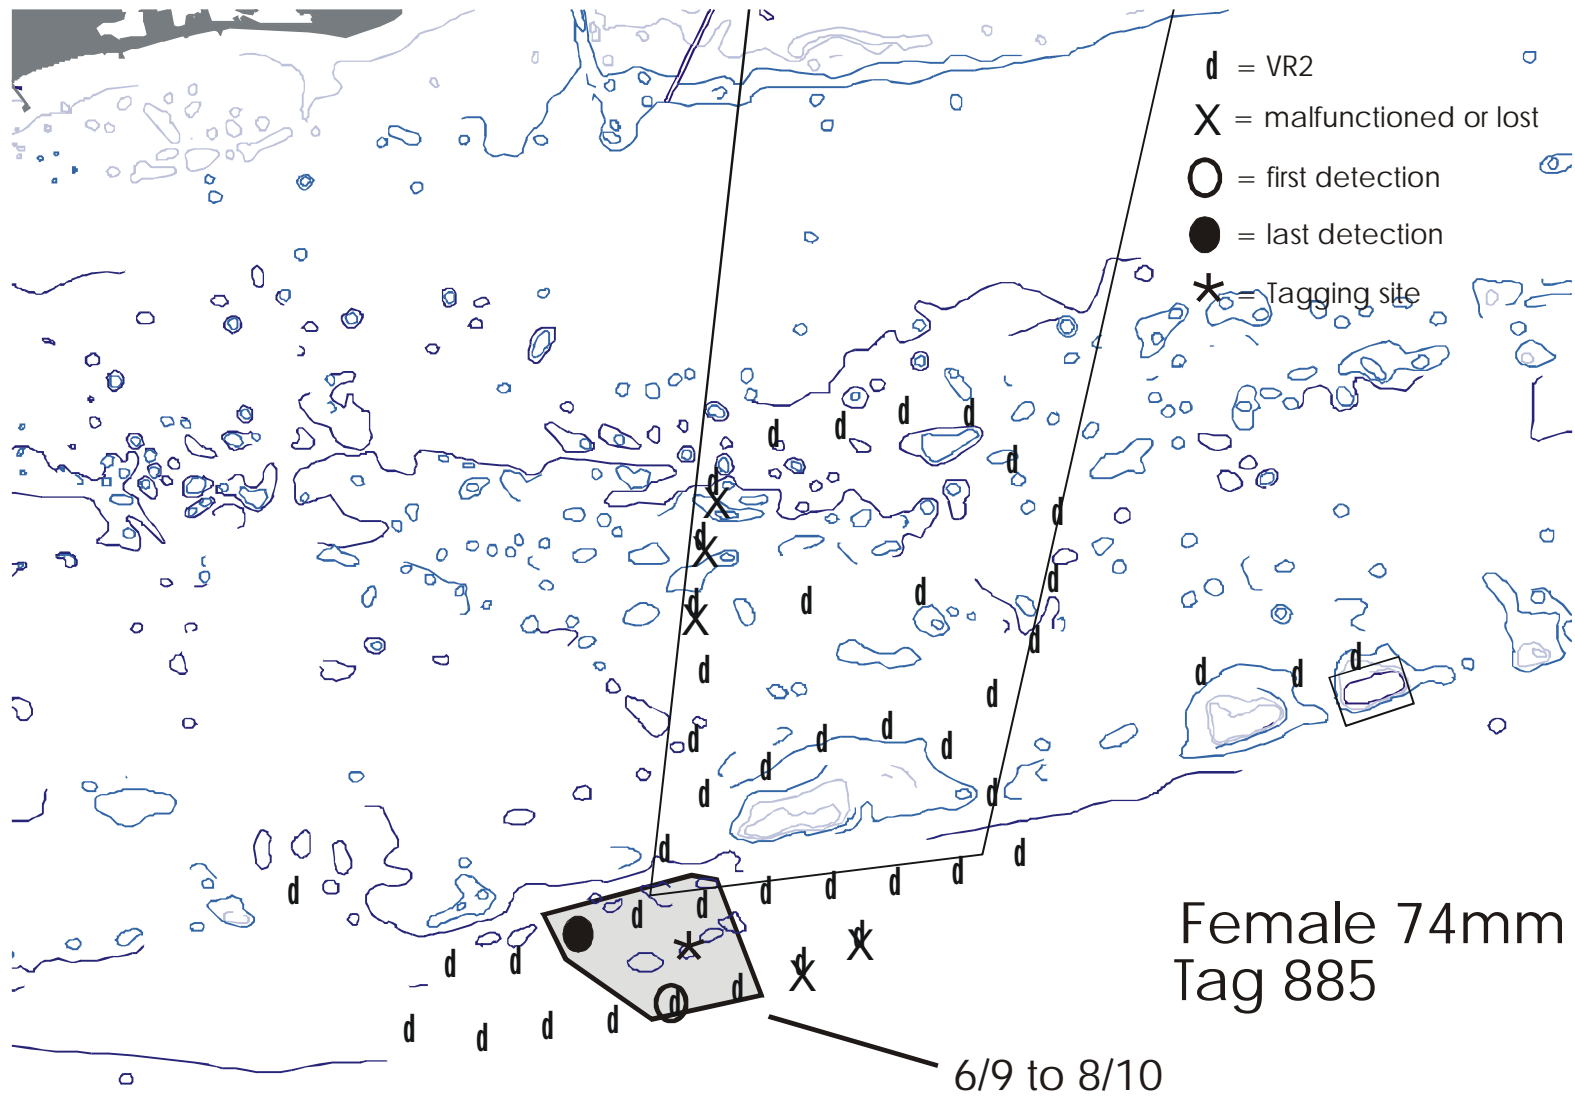 d = VR2
X = malfunctioned or lost
O = first detection
● = last detection
* = Tagging site
d d d d
d
d
X
d
d
X
d
d d d
X
d
d
d d d
d
d
d d
d
d
d d
d
d
d d d d d
d
d d
d
d X
d d
d X
d
d
d d d d
Female 74mm
Tag 885
6/9 to 8/10